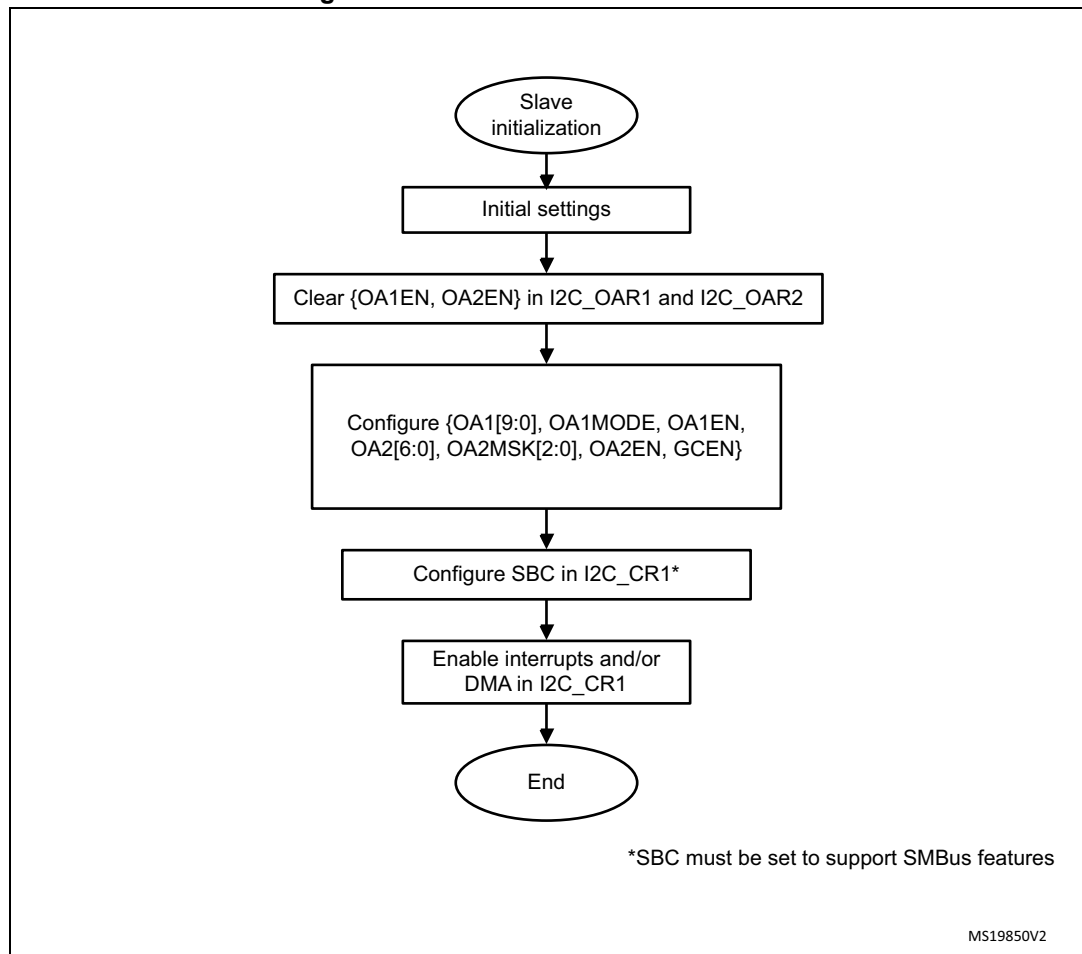 Slave
initialization
Initial settings
Clear {OA1EN, OA2EN} in I2C_OAR1 and I2C_OAR2
Configure {OA1[9:0], OA1MODE, OA1EN,
OA2[6:0], OA2MSK[2:0], OA2EN, GCEN}
Configure SBC in I2C_CR1*
Enable interrupts and/or
DMA in I2C_CR1
End
*SBC must be set to support SMBus features
MS19850V2